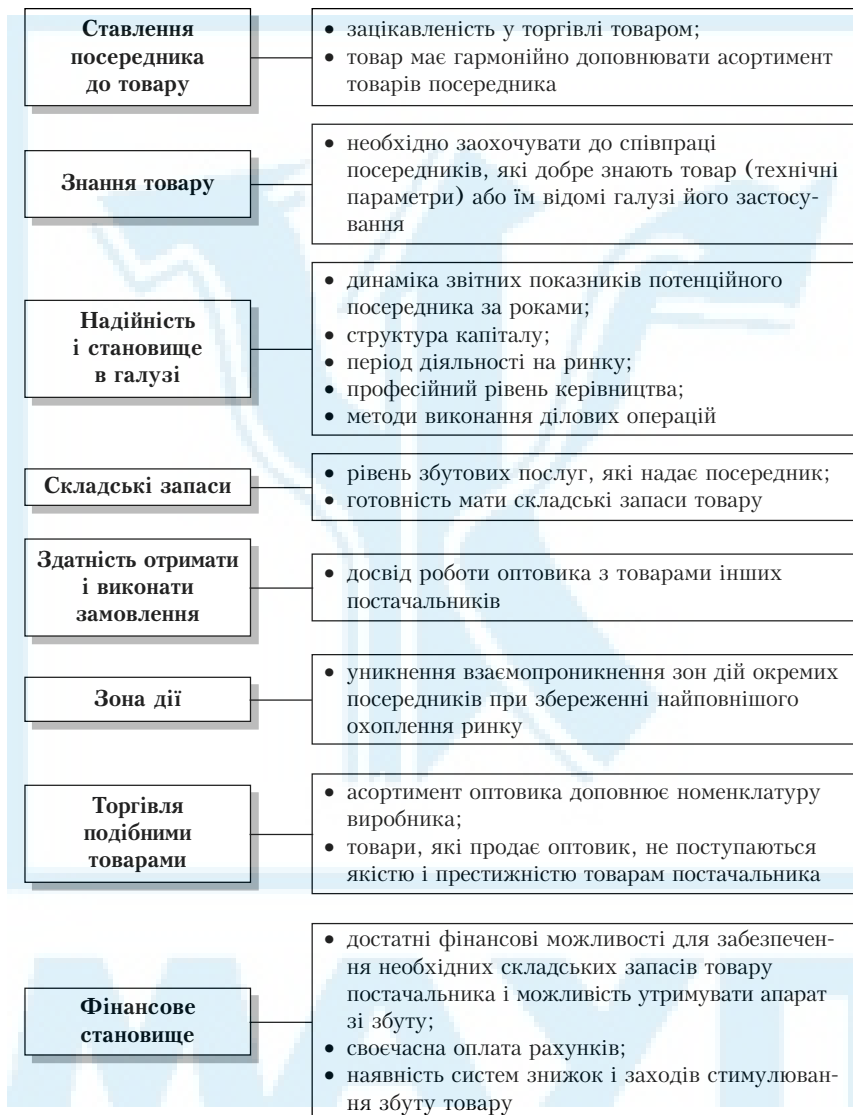 Ставлення
посередника
до товару
• зацікавленість у торгівлі товаром;
• товар має гармонійно доповнювати асортимент
товарів посередника
Знання товару
• необхідно заохочувати до співпраці
посередників, які добре знають товар (технічні
параметри) або їм відомі галузі його застосу-
вання
Надійність
і становище
в галузі
• динаміка звітних показників потенційного
посередника за роками;
• структура капіталу;
• період діяльності на ринку;
• професійний рівень керівництва;
• методи виконання ділових операцій
Складські запаси
• рівень збутових послуг, які надає посередник;
• готовність мати складські запаси товару
Здатність отримати
і виконати
замовлення
• досвід роботи оптовика з товарами інших
постачальників
Зона дії
• уникнення взаємопроникнення зон дій окремих
посередників при збереженні найповнішого
охоплення ринку
Торгівля
подібними
товарами
• асортимент оптовика доповнює номенклатуру
виробника;
• товари, які продає оптовик, не поступаються
якістю і престижністю товарам постачальника
Фінансове
становище
• достатні фінансові можливості для забезпечен-
ня необхідних складських запасів товару
постачальника і можливість утримувати апарат
зі збуту;
• своєчасна оплата рахунків;
• наявність систем знижок і заходів стимулюван-
ня збуту товару
МАУП